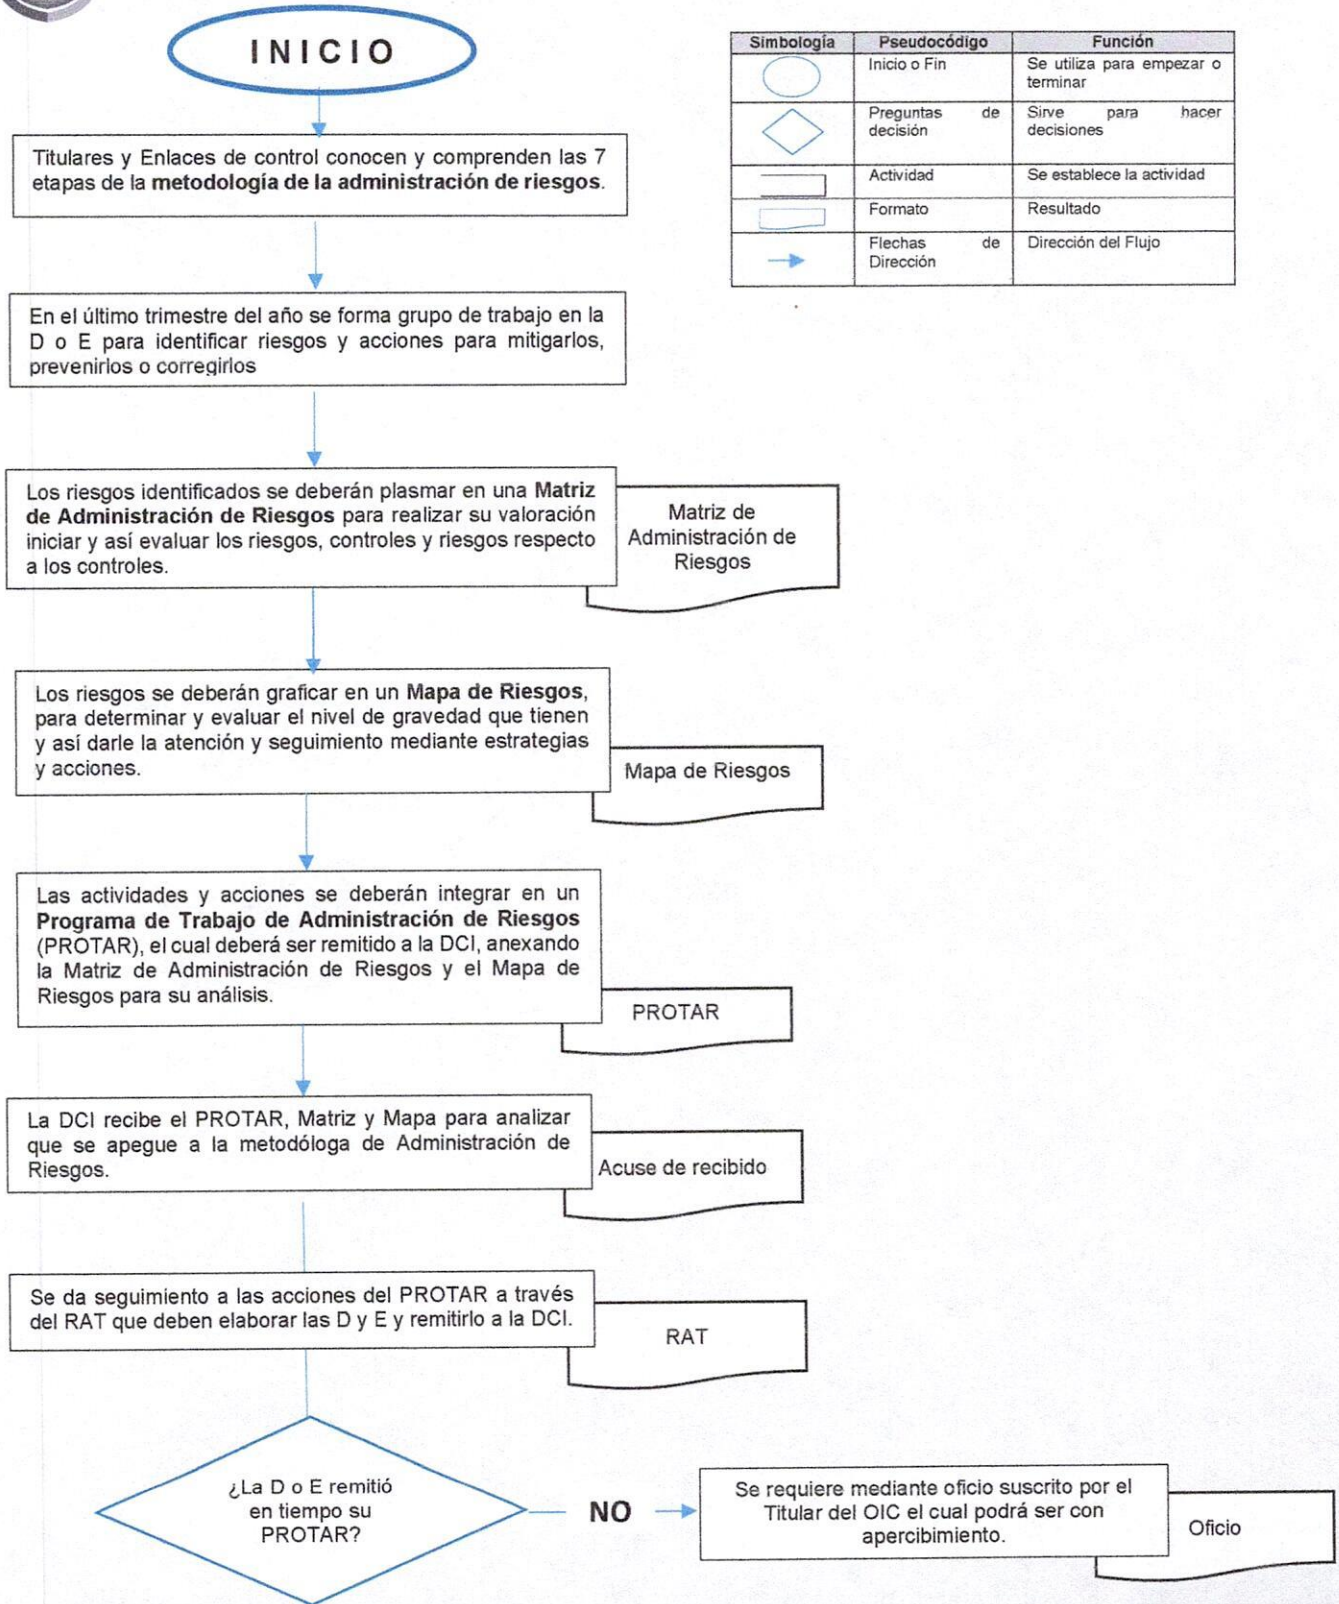 INICIO
Simbología Pseudocódigo Función
Inicio o Fin Se utiliza para empezar o
terminar
Preguntas de Sirve para hacer
decisión decisiones
Actividad Se establece la actividad
Formato Resultado
Flechas de Dirección del Flujo
Dirección
Titulares y Enlaces de control conocen y comprenden las 7
etapas de la metodología de la administración de riesgos.
En el último trimestre del año se forma grupo de trabajo en la
D o E para identificar riesgos y acciones para mitigarlos,
prevenirlos o corregirlos
Los riesgos identificados se deberán plasmar en una Matriz
de Administración de Riesgos para realizar su valoración
iniciar y así evaluar los riesgos, controles y riesgos respecto
a los controles.
Matriz de
Administración de
Riesgos
Los riesgos se deberán graficar en un Mapa de Riesgos,
para determinar y evaluar el nivel de gravedad que tienen
y así darle la atención y seguimiento mediante estrategias
y acciones.
Mapa de Riesgos
Las actividades y acciones se deberán integrar en un
Programa de Trabajo de Administración de Riesgos
(PROTAR), el cual deberá ser remitido a la DCI, anexando
la Matriz de Administración de Riesgos y el Mapa de
Riesgos para su análisis.
PROTAR
La DCI recibe el PROTAR, Matriz y Mapa para analizar
que se apegue a la metodóloga de Administración de
Riesgos.
Acuse de recibido
Se da seguimiento a las acciones del PROTAR a través
del RAT que deben elaborar las D y E y remitirlo a la DCI.
RAT
¿La D o E remitió
en tiempo su
PROTAR?
NO
Se requiere mediante oficio suscrito por el
Titular del OIC el cual podrá ser con
apercibimiento.
Oficio